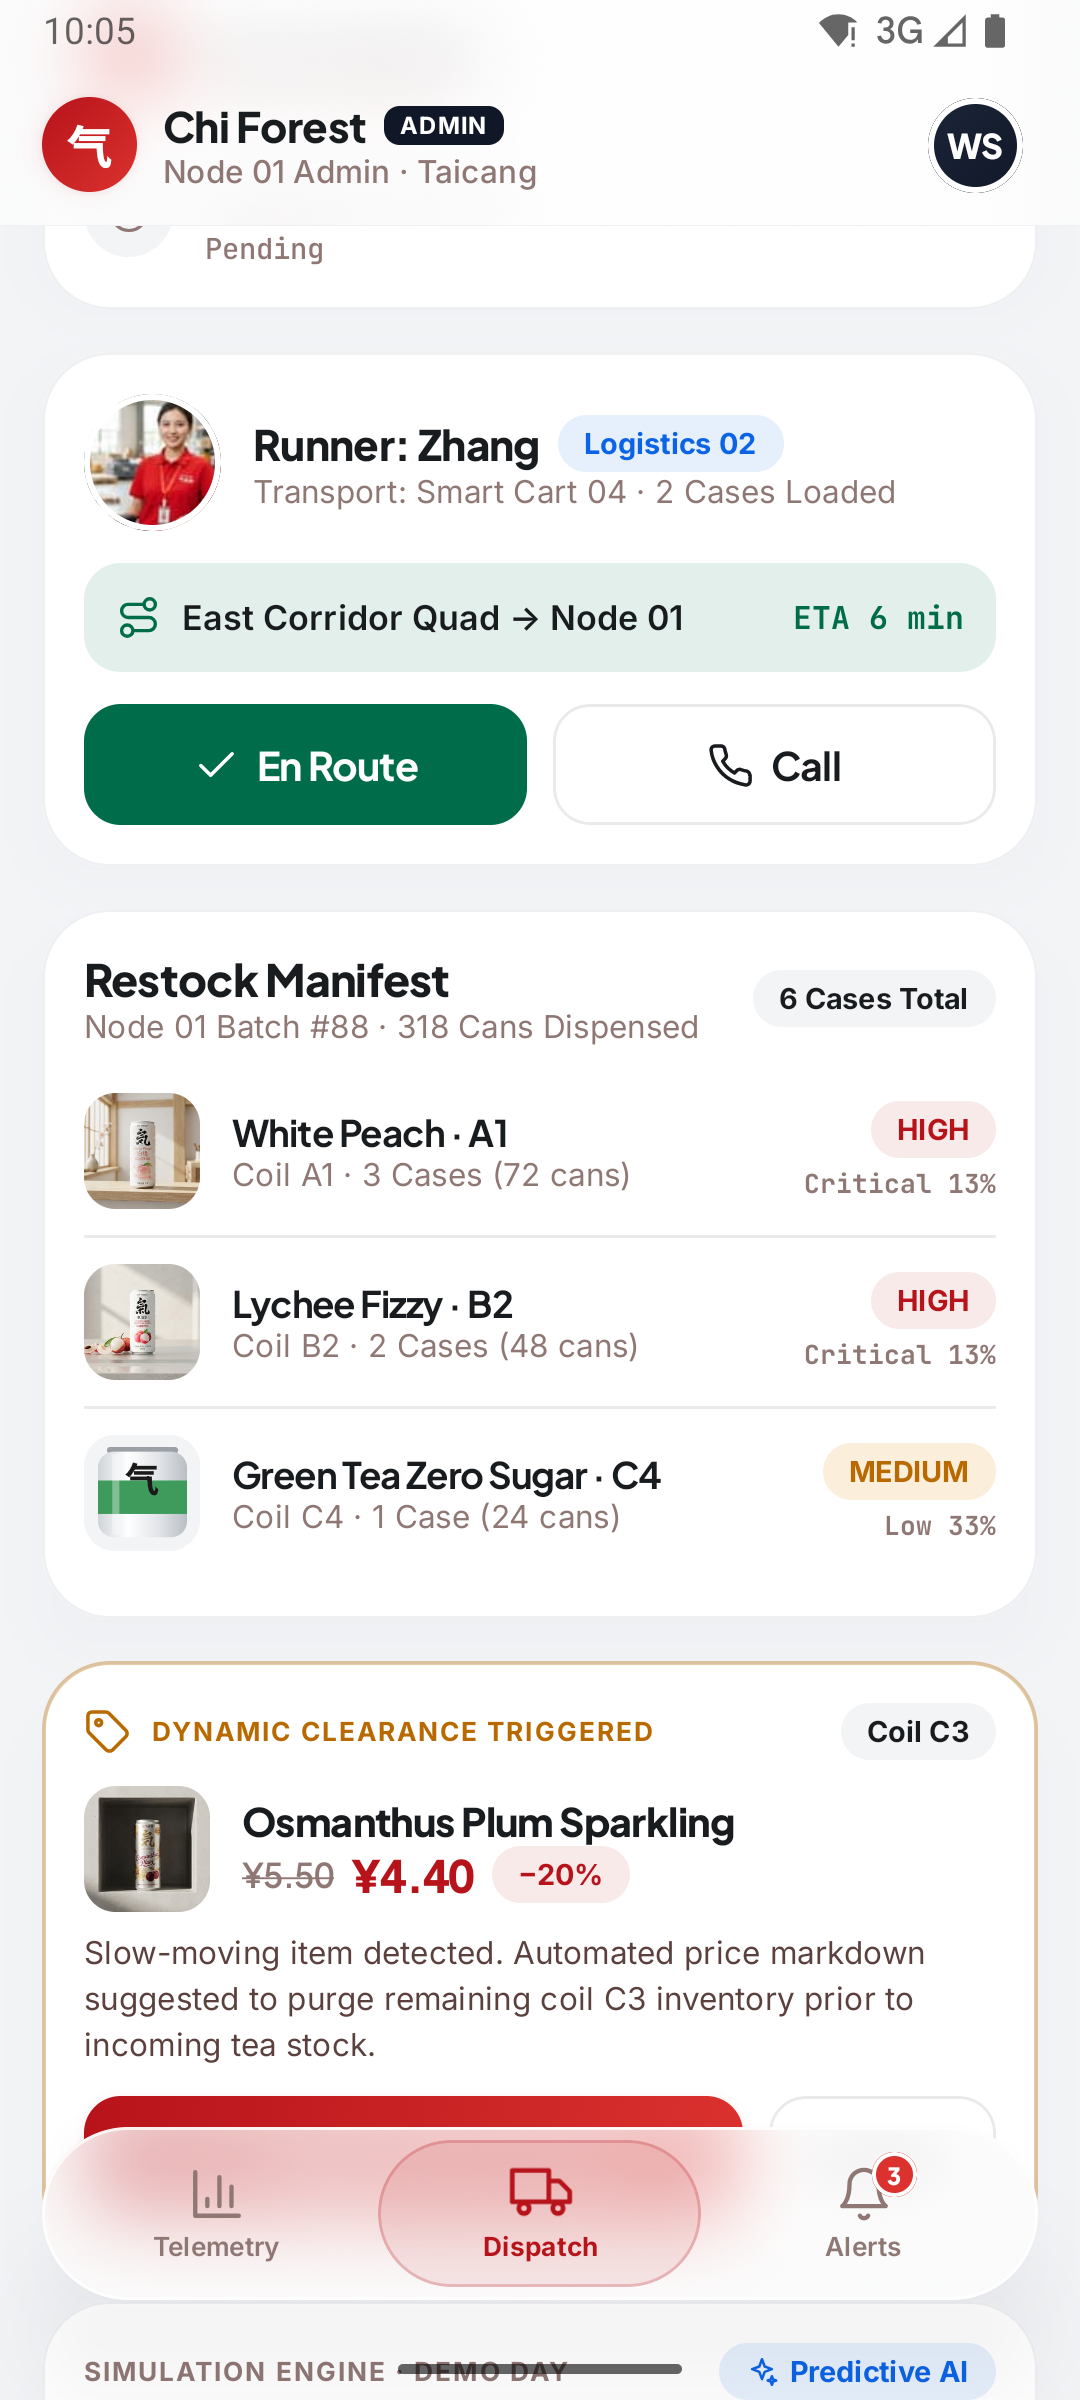 10:05
3G
气
Chi Forest ADMIN
Node 01 Admin · Taicang
WS
Pending
Runner: Zhang Logistics 02
Transport: Smart Cart 04 · 2 Cases Loaded
East Corridor Quad → Node 01 ETA 6 min
En Route
Call
Restock Manifest
6 Cases Total
Node 01 Batch #88 · 318 Cans Dispensed
White Peach · A1
HIGH
Coil A1 · 3 Cases (72 cans)
Critical 13%
氣
Lychee Fizzy · B2
HIGH
Coil B2 · 2 Cases (48 cans)
Critical 13%
氣
Green Tea Zero Sugar · C4
MEDIUM
Coil C4 · 1 Case (24 cans)
Low 33%
气
DYNAMIC CLEARANCE TRIGGERED
Coil C3
Osmanthus Plum Sparkling
¥5.50 ¥4.40 −20%
氣
Slow-moving item detected. Automated price markdown
suggested to purge remaining coil C3 inventory prior to
incoming tea stock.
Telemetry
Dispatch
3
Alerts
SIMULATION ENGINE · DEMO DAY
Predictive AI